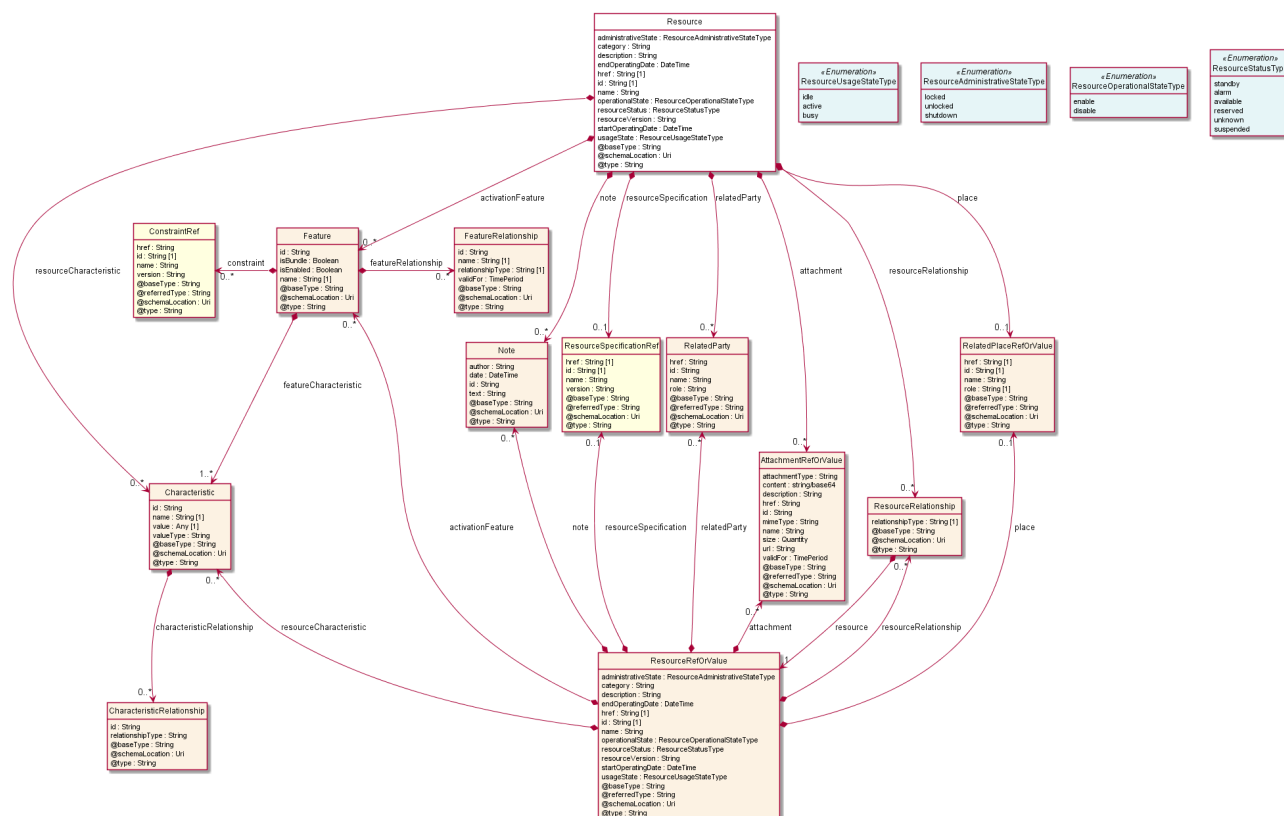 Resource
administrativeState : ResourceAdministrativeStateType
category : String
description : String
endOperatingDate : DateTime
href : String [1]
id : String [1]
name : String
operationalState : ResourceOperationalStateType
resourceStatus : ResourceStatusType
resourceVersion : String
startOperatingDate : DateTime
usageState : ResourceUsageStateType
@baseType : String
@schemaLocation : Uri
@type : String
«Enumeration»
ResourceUsageStateType
idle
active
busy
«Enumeration»
ResourceAdministrativeStateType
locked
unlocked
shutdown
«Enumeration»
ResourceOperationalStateType
enable
disable
«Enumeration»
ResourceStatusTyp
standby
alarm
available
reserved
unknown
suspended
activationFeature
note
resourceSpecification
relatedParty
place
attachment
resourceRelationship
resourceCharacteristic
ConstraintRef
href : String
id : String [1]
name : String
version : String
@baseType : String
@referredType : String
@schemaLocation : Uri
@type : String
constraint
0..*
Feature
id : String
isBundle : Boolean
isEnabled : Boolean
name : String [1]
@baseType : String
@schemaLocation : Uri
@type : String
0..*
0..*
featureRelationship
0..*
FeatureRelationship
id : String
name : String [1]
relationshipType : String [1]
validFor : TimePeriod
@baseType : String
@schemaLocation : Uri
@type : String
0..*
Note
author : String
date : DateTime
id : String
text : String
@baseType : String
@schemaLocation : Uri
@type : String
0..*
0..1
ResourceSpecificationRef
href : String [1]
id : String [1]
name : String
version : String
@baseType : String
@referredType : String
@schemaLocation : Uri
@type : String
0..1
0..*
RelatedParty
href : String
id : String [1]
name : String
role : String
@baseType : String
@referredType : String
@schemaLocation : Uri
@type : String
0..*
0..1
RelatedPlaceRefOrValue
href : String [1]
id : String [1]
name : String
role : String [1]
@baseType : String
@referredType : String
@schemaLocation : Uri
@type : String
0..1
featureCharacteristic
0..*
AttachmentRefOrValue
attachmentType : String
content : string/base64
description : String
href : String
id : String
mimeType : String
name : String
size : Quantity
url : String
validFor : TimePeriod
@baseType : String
@referredType : String
@schemaLocation : Uri
@type : String
0..*
0..*
1..*
Characteristic
id : String
name : String [1]
value : Any [1]
valueType : String
@baseType : String
@schemaLocation : Uri
@type : String
0..*
0..*
ResourceRelationship
relationshipType : String [1]
@baseType : String
@schemaLocation : Uri
@type : String
0..*
activationFeature
note
resourceSpecification
relatedParty
place
characteristicRelationship
resourceCharacteristic
attachment
resource
resourceRelationship
1
0..*
CharacteristicRelationship
id : String
relationshipType : String
@baseType : String
@schemaLocation : Uri
@type : String
ResourceRefOrValue
administrativeState : ResourceAdministrativeStateType
category : String
description : String
endOperatingDate : DateTime
href : String [1]
id : String [1]
name : String
operationalState : ResourceOperationalStateType
resourceStatus : ResourceStatusType
resourceVersion : String
startOperatingDate : DateTime
usageState : ResourceUsageStateType
@baseType : String
@referredType : String
@schemaLocation : Uri
@type : String